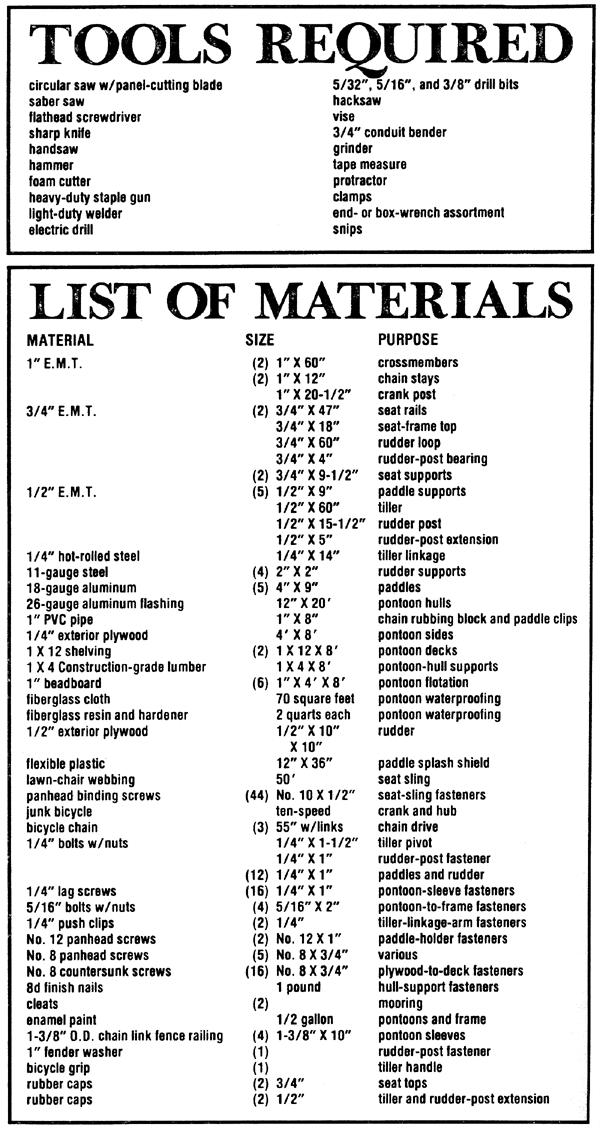 TOOLS REQUIRED
circular saw w/panel-cutting blade
saber saw
flathead screwdriver
sharp knife
handsaw
hammer
foam cutter
heavy-duty staple gun
light-duty welder
electric drill
5/32", 5/16", and 3/8" drill bits
hacksaw
vise
3/4" conduit bender
grinder
tape measure
protractor
clamps
end- or box-wrench assortment
snips
LIST OF MATERIALS
MATERIAL SIZE PURPOSE
1" E.M.T. (2) 1" X 60" crossmembers
(2) 1" X 12" chain stays
1" X 20-1/2" crank post
3/4" E.M.T. (2) 3/4" X 47" seat rails
3/4" X 18" seat-frame top
3/4" X 60" rudder loop
3/4" X 4" rudder-post bearing
(2) 3/4" X 9-1/2" seat supports
1/2" E.M.T. (5) 1/2" X 9" paddle supports
1/2" X 60" tiller
1/2" X 15-1/2" rudder post
1/2" X 5" rudder-post extension
1/4" hot-rolled steel 1/4" X 14" tiller linkage
11-gauge steel (4) 2" X 2" rudder supports
18-gauge aluminum (5) 4" X 9" paddles
26-gauge aluminum flashing 12" X 20' pontoon hulls
1" PVC pipe 1" X 8" chain rubbing block and paddle clips
1/4" exterior plywood 4' X 8' pontoon sides
1 X 12 shelving (2) 1 X 12 X 8' pontoon decks
1 X 4 Construction-grade lumber 1 X 4 X 8' pontoon-hull supports
1" beadboard (6) 1" X 4' X 8' pontoon flotation
fiberglass cloth 70 square feet pontoon waterproofing
fiberglass resin and hardener 2 quarts each pontoon waterproofing
1/2" exterior plywood 1/2" X 10" rudder
X 10"
flexible plastic 12" X 36" paddle splash shield
lawn-chair webbing 50' seat sling
panhead binding screws (44) No. 10 X 1/2" seat-sling fasteners
junk bicycle ten-speed crank and hub
bicycle chain (3) 55" w/links chain drive
1/4" bolts w/nuts 1/4" X 1-1/2" tiller pivot
1/4" X 1" rudder-post fastener
(12) 1/4" X 1" paddles and rudder
1/4" lag screws (16) 1/4" X 1" pontoon-sleeve fasteners
5/16" bolts w/nuts (4) 5/16" X 2" pontoon-to-frame fasteners
1/4" push clips (2) 1/4" tiller-linkage-arm fasteners
No. 12 panhead screws (2) No. 12 X 1" paddle-holder fasteners
No. 8 panhead screws (5) No. 8 X 3/4" various
No. 8 countersunk screws (16) No. 8 X 3/4" plywood-to-deck fasteners
8d finish nails 1 pound hull-support fasteners
cleats (2) mooring
enamel paint 1/2 gallon pontoons and frame
1-3/8" O.D. chain link fence railing (4) 1-3/8" X 10" pontoon sleeves
1" fender washer (1) rudder-post fastener
bicycle grip (1) tiller handle
rubber caps (2) 3/4" seat tops
rubber caps (2) 1/2" tiller and rudder-post extension